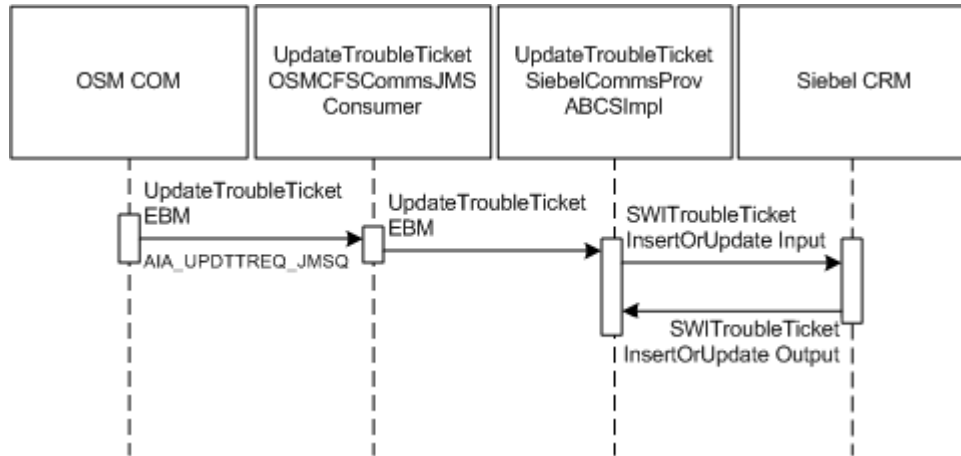 OSM COM
UpdateTroubleTicket
OSMCFSCommsJMS
Consumer
UpdateTroubleTicket
SiebelCommsProv
ABCSImpl
Siebel CRM
UpdateTroubleTicket
EBM
AIA_UPDTTREQ_JMSQ
UpdateTroubleTicket
EBM
SWITroubleTicket
InsertOrUpdate Input
SWITroubleTicket
InsertOrUpdate Output